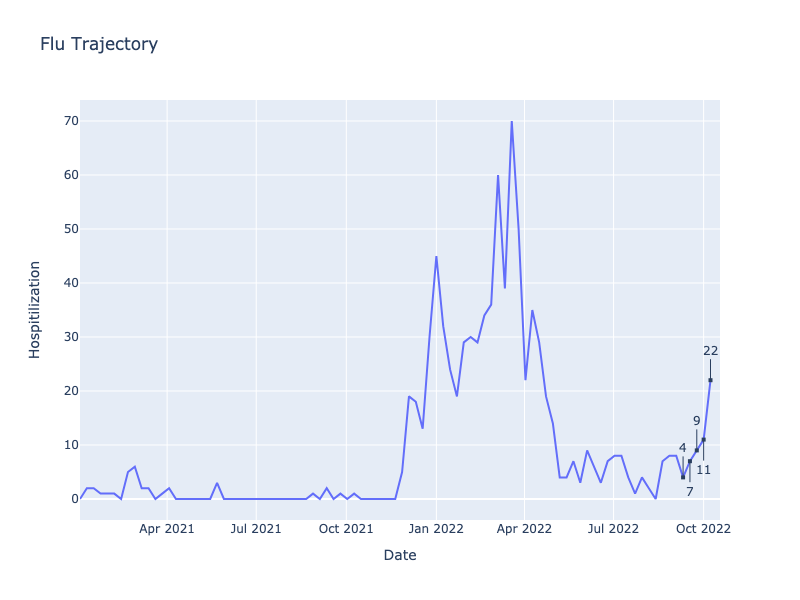 Flu Trajectory
Hospitilization
70
60
50
40
30
20
10
0
22
9
4
11
7
Apr 2021
Jul 2021
Oct 2021
Jan 2022
Apr 2022
Jul 2022
Oct 2022
Date